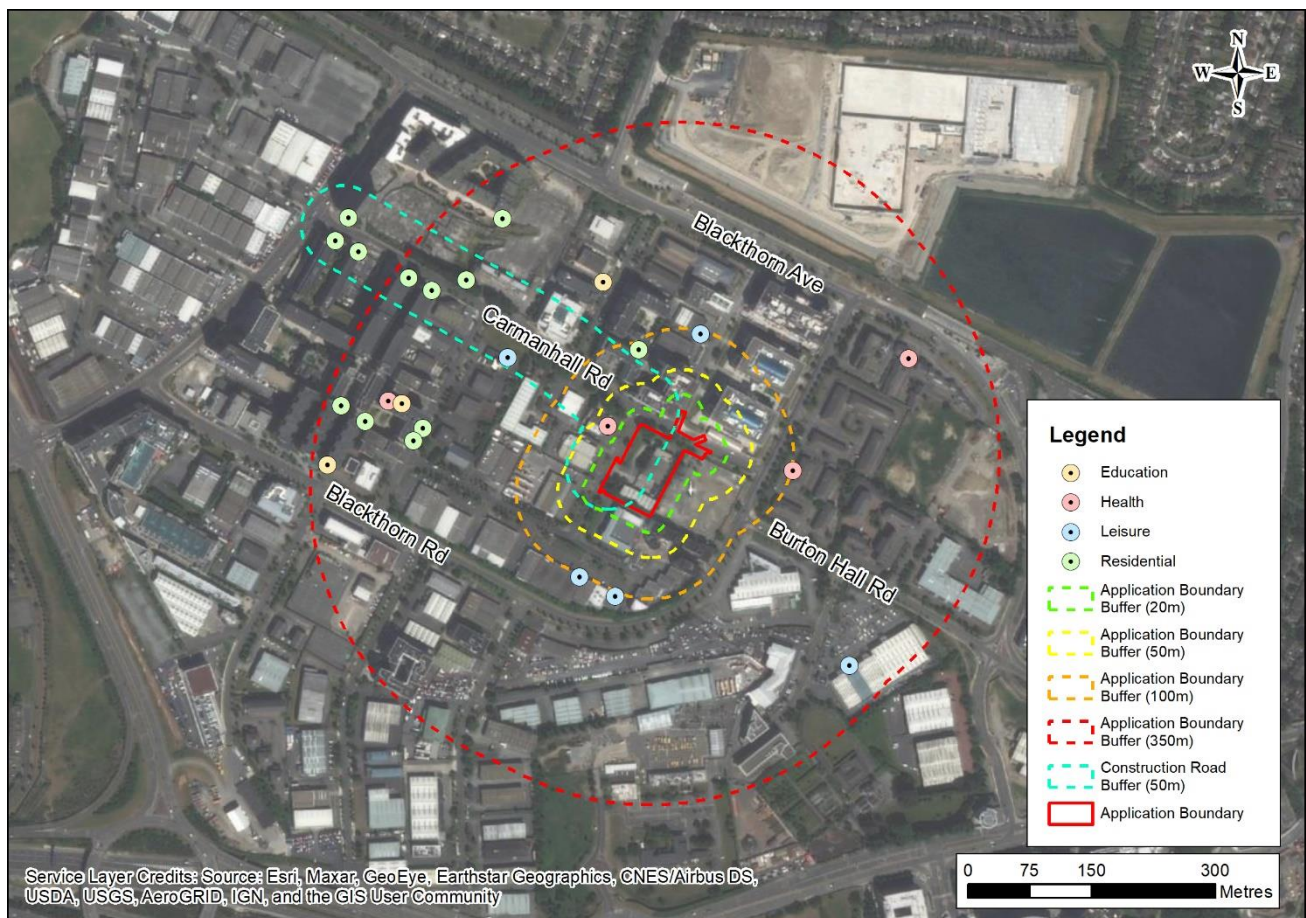 N
W E
S
Blackthorn Ave
Carmanhall Rd
Blackthorn Rd
Burton Hall Rd
Legend
Education
Health
Leisure
Residential
Application Boundary
Buffer (20m)
Application Boundary
Buffer (50m)
Application Boundary
Buffer (100m)
Application Boundary
Buffer (350m)
Construction Road
Buffer (50m)
Application Boundary
Service Layer Credits: Source: Esri, Maxar, GeoEye, Earthstar Geographics, CNES/Airbus DS,
USDA, USGS, AeroGRID, IGN, and the GIS User Community
0 75 150 300
Metres